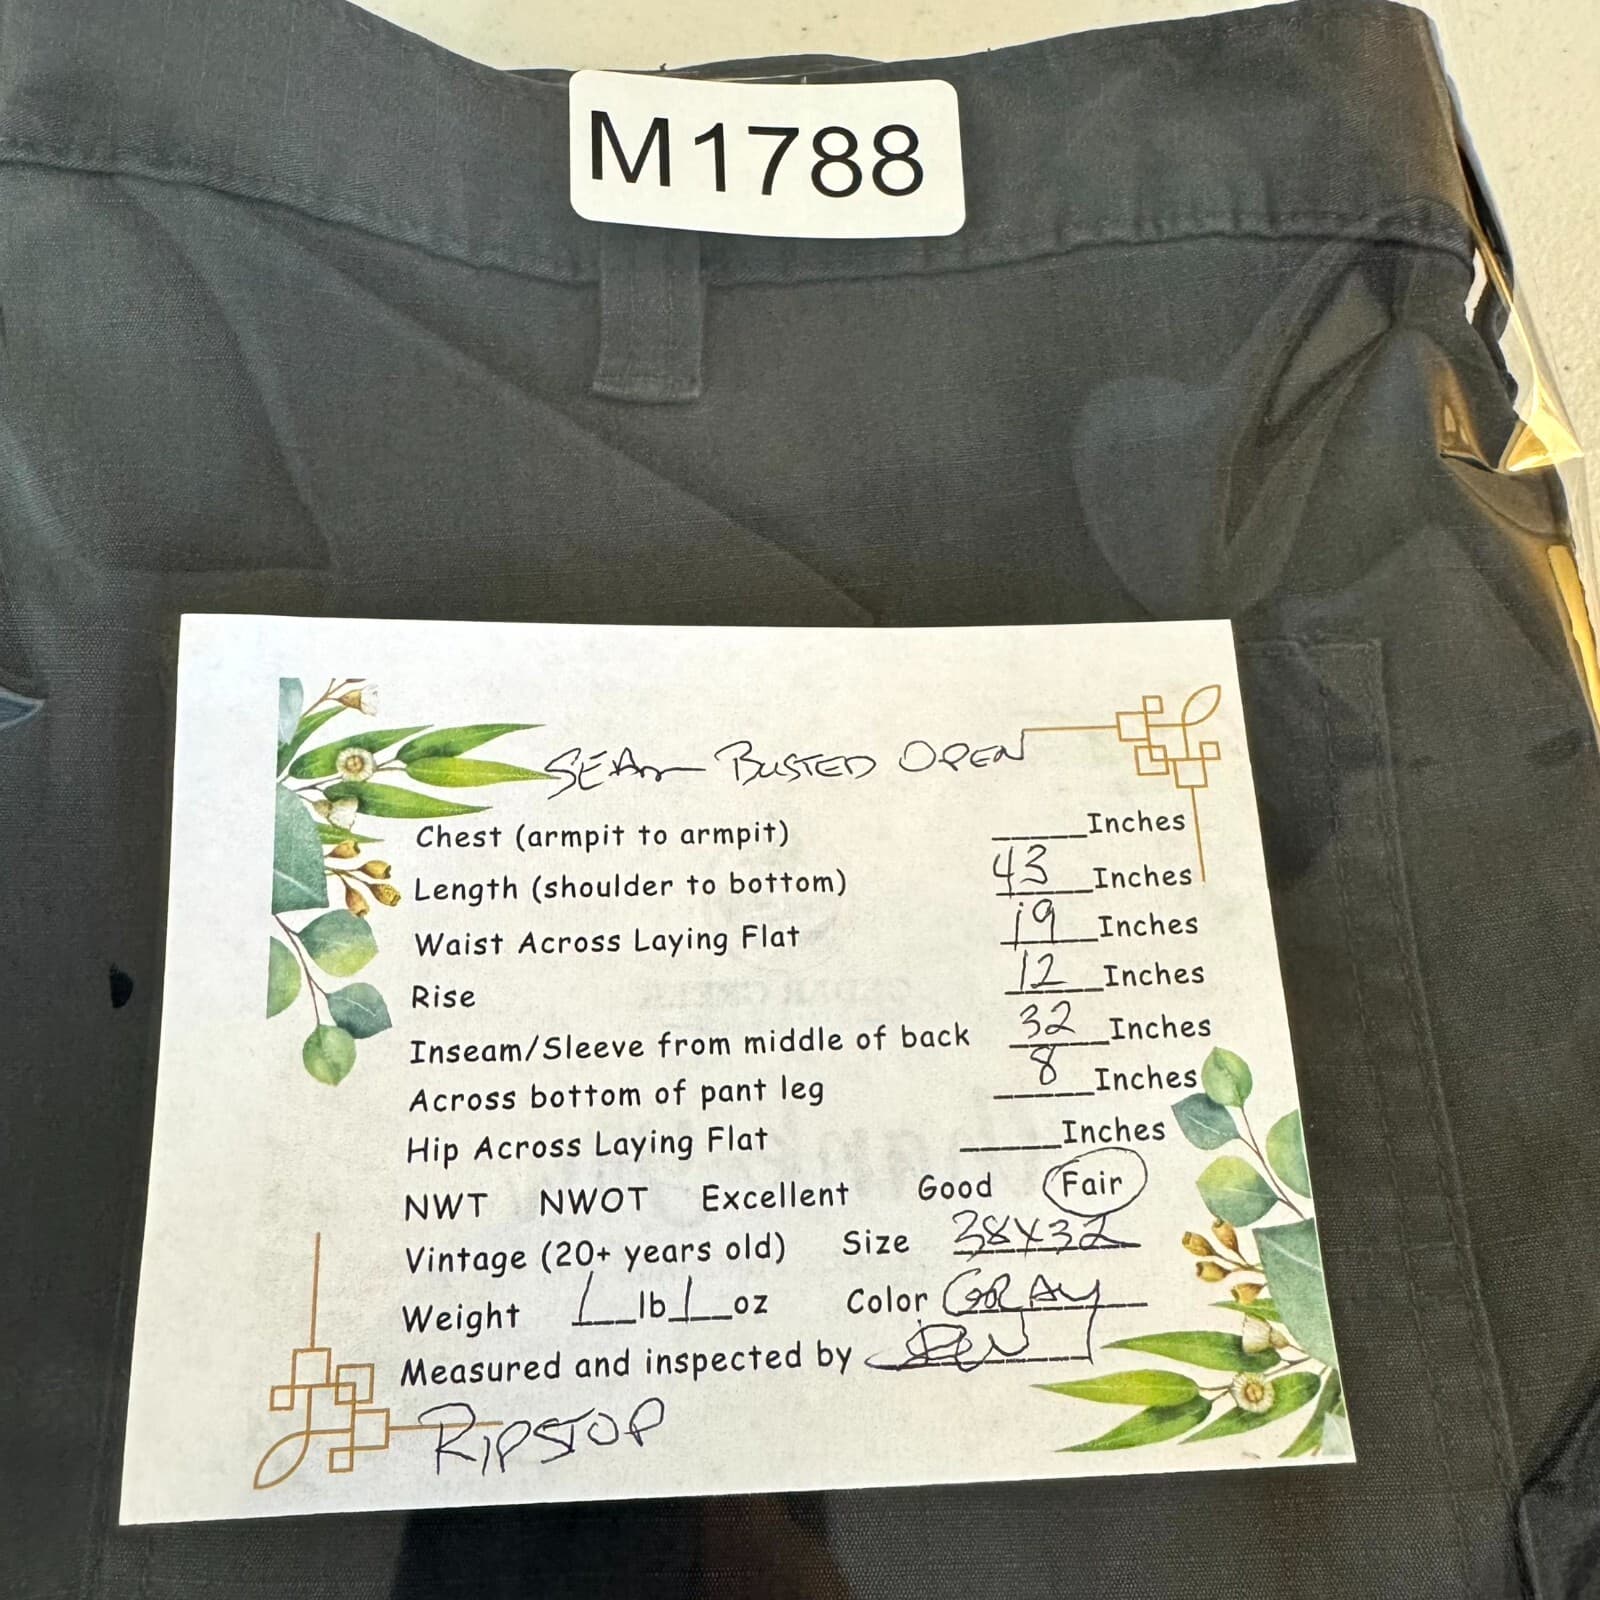 M1788
SEAM BUSTED OPEN
Chest (armpit to armpit) _____Inches
Length (shoulder to bottom) 43 Inches
Waist Across Laying Flat 19 Inches
Rise 12 Inches
Inseam/Sleeve from middle of back 32 Inches
Across bottom of pant leg 8 Inches
Hip Across Laying Flat _____Inches
NWT NWOT Excellent Good Fair
Vintage (20+ years old) Size 38X32
Weight 1 lb 1 oz Color GRAY
Measured and inspected by
RIPSTOP